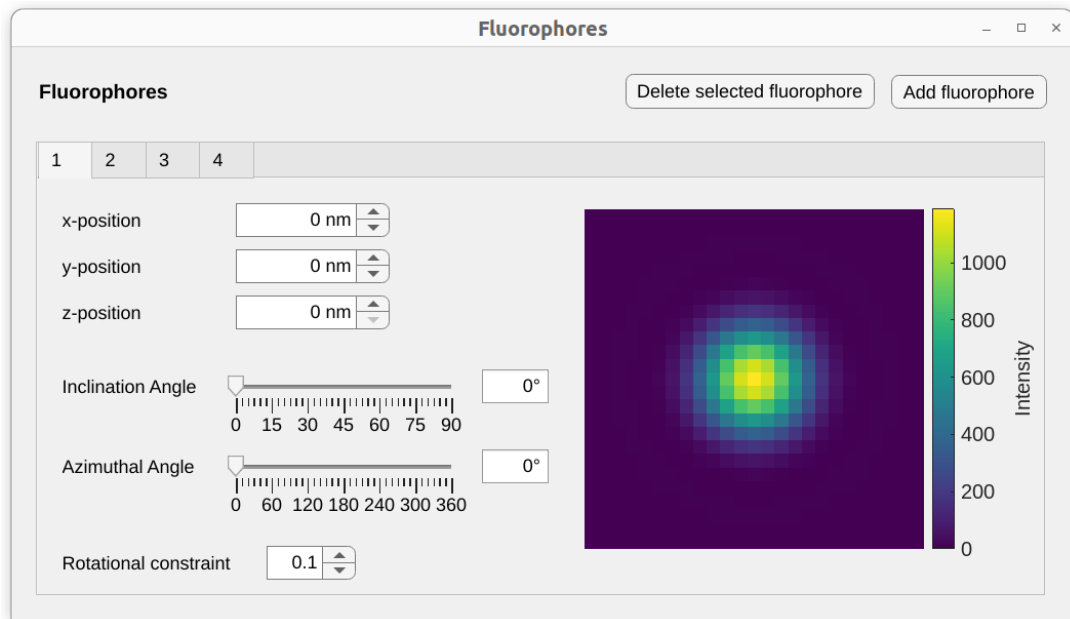 Fluorophores
Fluorophores
Delete selected fluorophore
Add fluorophore
1 2 3 4
x-position 0 nm
y-position 0 nm
z-position 0 nm
Inclination Angle 0°
0 15 30 45 60 75 90
Azimuthal Angle 0°
0 60 120 180 240 300 360
Rotational constraint 0.1
1000
800
600
400
200
0
Intensity